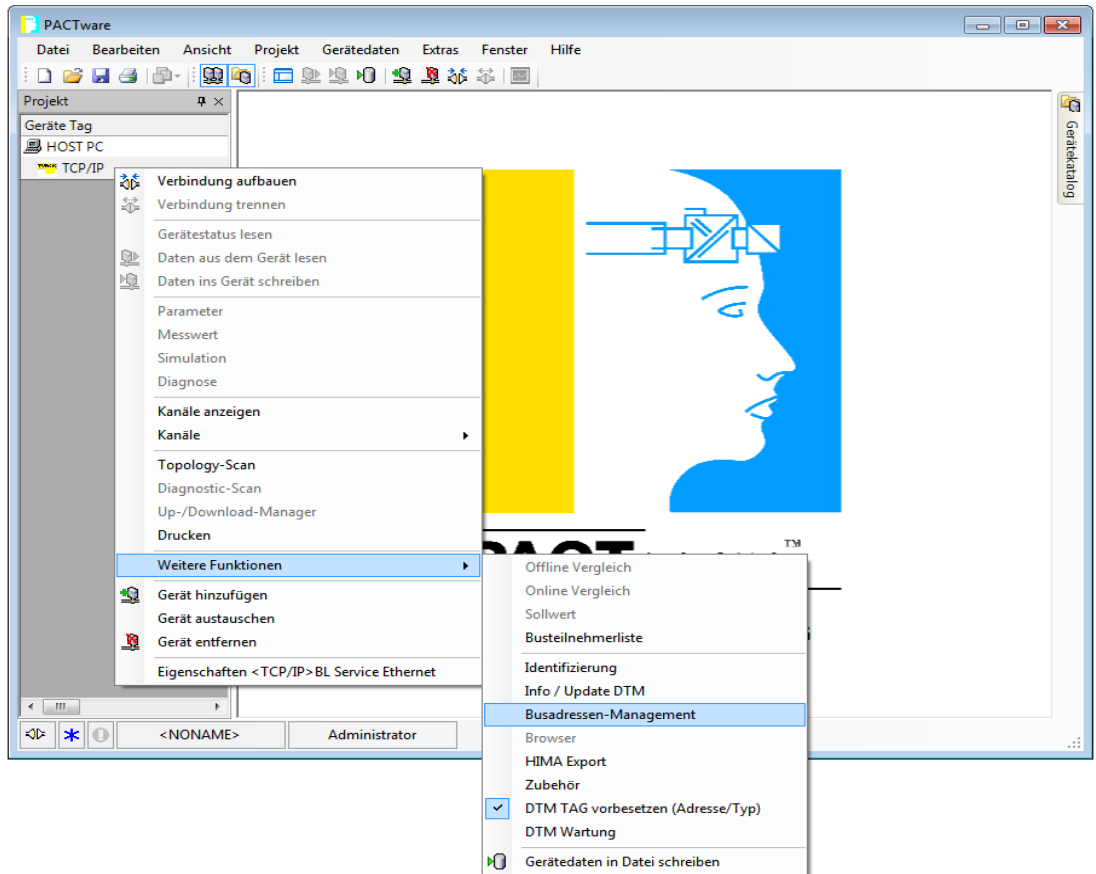 PACTware
Datei Bearbeiten Ansicht Projekt Gerätedaten Extras Fenster Hilfe
Projekt
Geräte Tag
HOST PC
TCP/IP
Gerätekatalog
Verbindung aufbauen
Verbindung trennen
Gerätestatus lesen
Daten aus dem Gerät lesen
Daten ins Gerät schreiben
Parameter
Messwert
Simulation
Diagnose
Kanäle anzeigen
Kanäle
Topology-Scan
Diagnostic-Scan
Up-/Download-Manager
Drucken
Weitere Funktionen
Gerät hinzufügen
Gerät austauschen
Gerät entfernen
Eigenschaften <TCP/IP>BL Service Ethernet
PACT
TM
Offline Vergleich
Online Vergleich
Sollwert
Busteilnehmerliste
Identifizierung
Info / Update DTM
Busadressen-Management
Browser
HIMA Export
Zubehör
DTM TAG vorbesetzen (Adresse/Typ)
DTM Wartung
Gerätedaten in Datei schreiben
<NONAME> Administrator